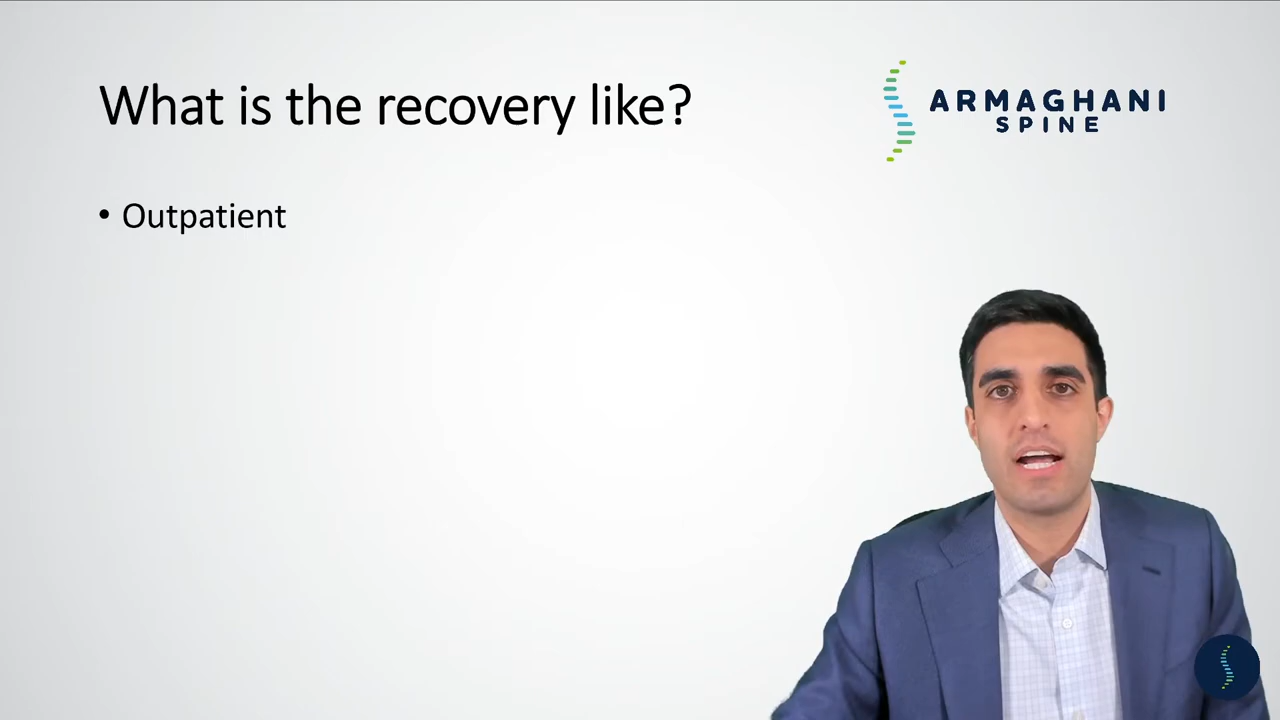 What is the recovery like?
ARMAGHANI
SPINE
• Outpatient